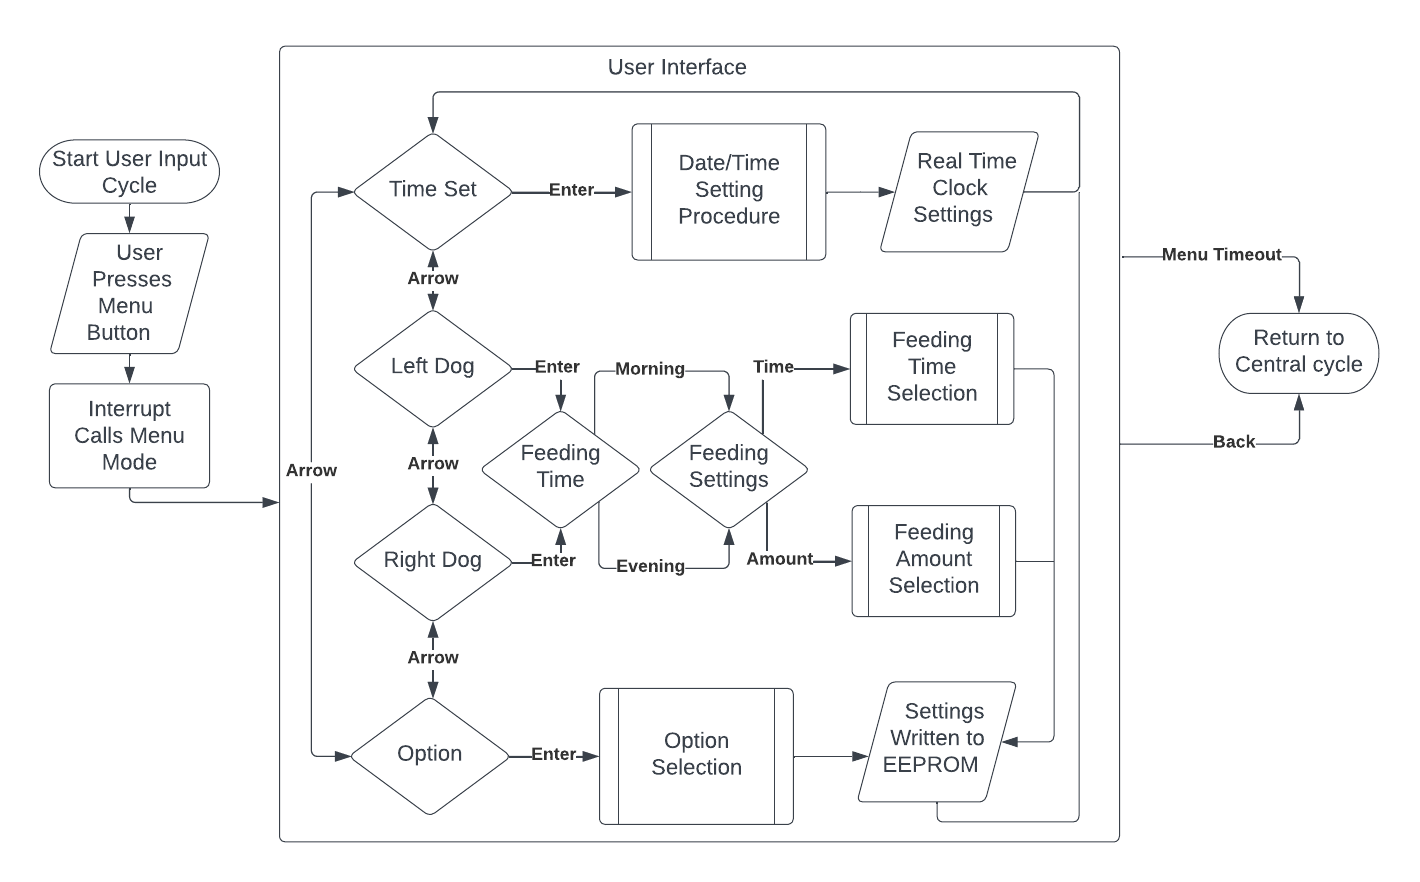 User Interface
Start User Input
Cycle
User
Presses
Menu
Button
Interrupt
Calls Menu
Mode
Arrow
Time Set
Enter
Date/Time
Setting
Procedure
Real Time
Clock
Settings
Arrow
Left Dog
Enter
Arrow
Right Dog
Enter
Feeding
Time
Morning
Evening
Feeding
Settings
Time
Feeding
Time
Selection
Amount
Feeding
Amount
Selection
Arrow
Option
Enter
Option
Selection
Settings
Written to
EEPROM
Menu Timeout
Return to
Central cycle
Back